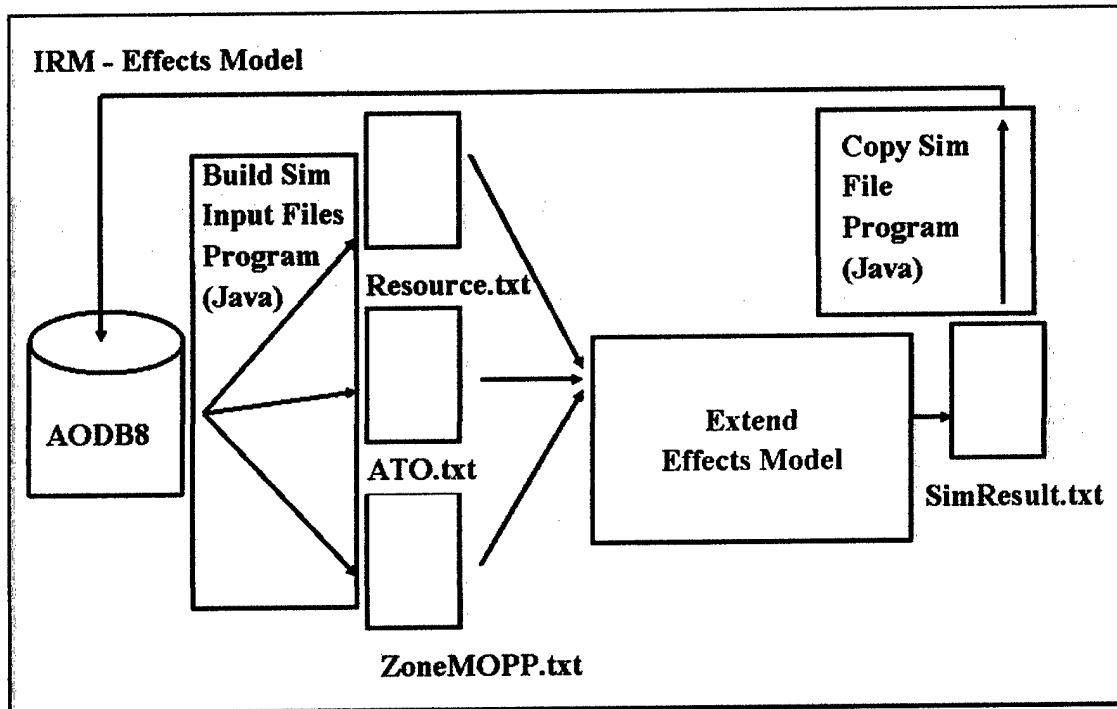 IRM - Effects Model
Build Sim
Input Files
Program
(Java)
Copy Sim
File
Program
(Java)
Resource.txt
AODB8
ATO.txt
Extend
Effects Model
SimResult.txt
ZoneMOPP.txt